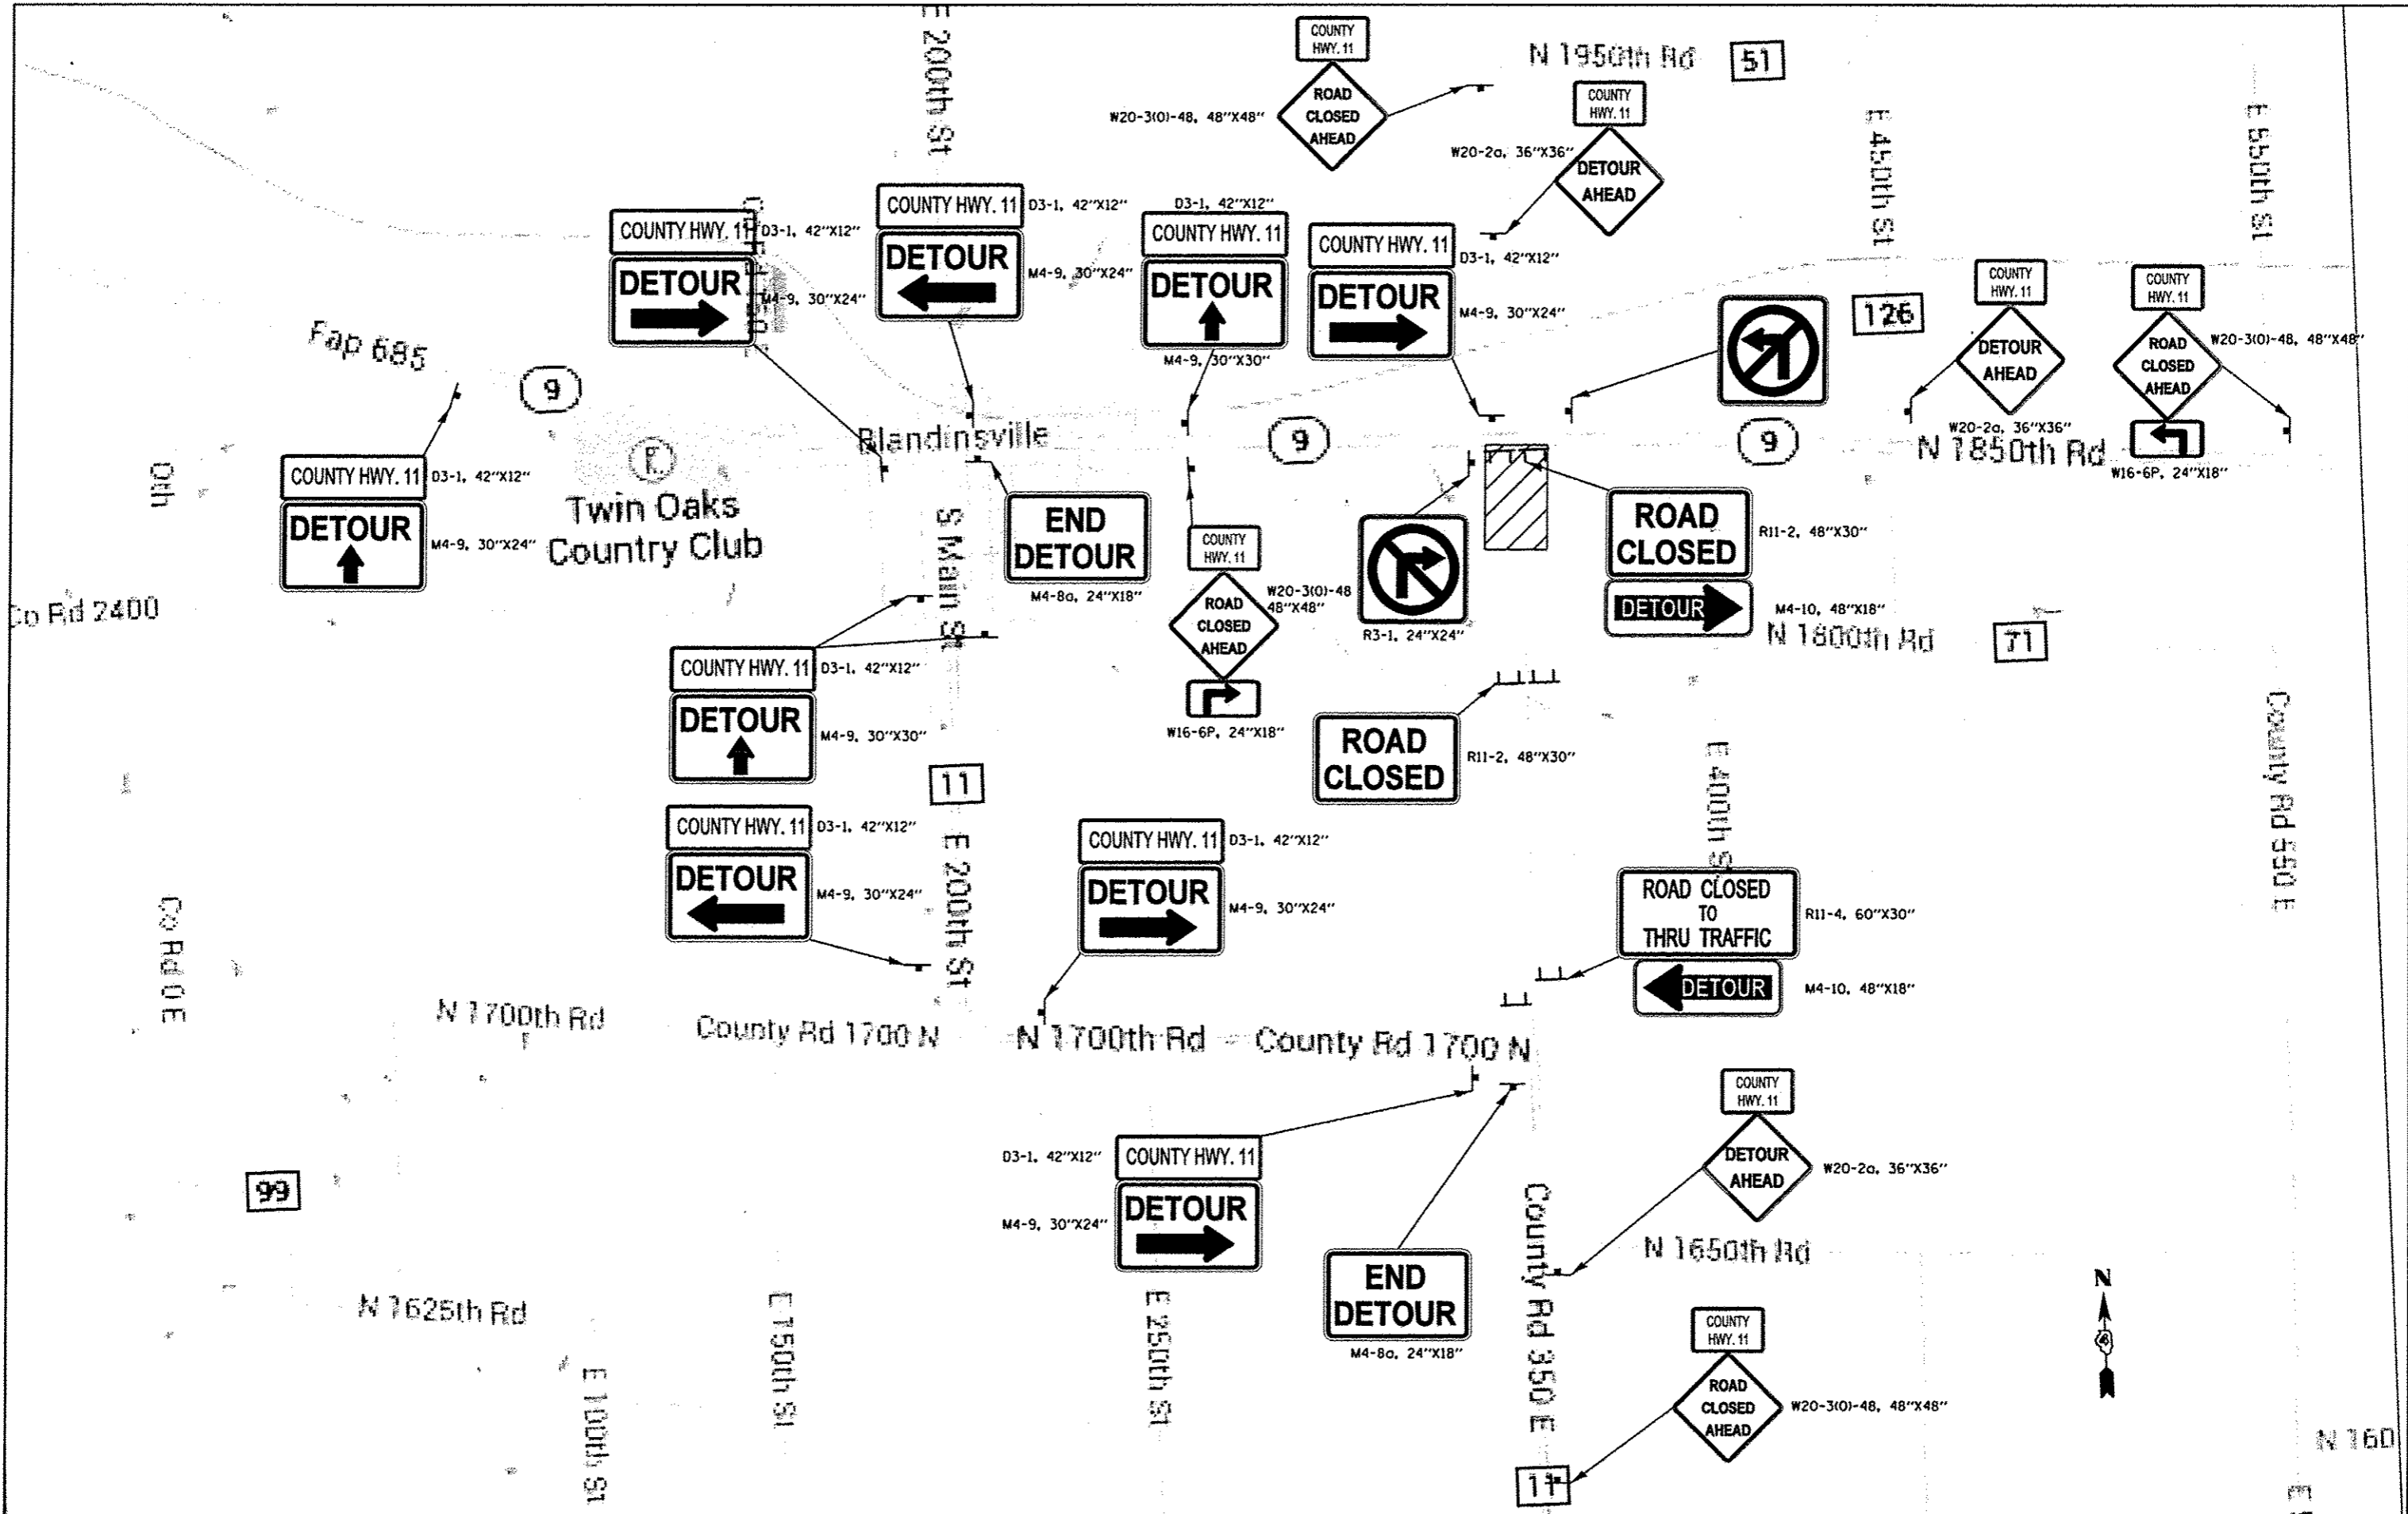 E 200th St
COUNTY
HWY. 11
ROAD
CLOSED
AHEAD
W20-3(0)-48, 48"X48"
N 1950th Rd
51
COUNTY
HWY. 11
W20-2a, 36"X36"
DETOUR
AHEAD
E 450th St
E 550th St
COUNTY HWY. 11
D3-1, 42"X12"
DETOUR
M4-9, 30"X24"
COUNTY HWY. 11
D3-1, 42"X12"
DETOUR
M4-9, 30"X24"
D3-1, 42"X12"
COUNTY HWY. 11
DETOUR
M4-9, 30"X30"
COUNTY HWY. 11
D3-1, 42"X12"
DETOUR
M4-9, 30"X24"
126
COUNTY
HWY. 11
DETOUR
AHEAD
W20-2a, 36"X36"
COUNTY
HWY. 11
ROAD
CLOSED
AHEAD
W20-3(0)-48, 48"X48"
W16-6P, 24"X18"
Fap 685
9
Blandinsville
9
9
N 1850th Rd
0th
COUNTY HWY. 11
D3-1, 42"X12"
DETOUR
M4-9, 30"X24"
Twin Oaks
Country Club
S Main St
END
DETOUR
M4-8a, 24"X18"
COUNTY
HWY. 11
ROAD
CLOSED
AHEAD
W20-3(0)-48
48"X48"
W16-6P, 24"X18"
R3-1, 24"X24"
ROAD
CLOSED
R11-2, 48"X30"
DETOUR
M4-10, 48"X18"
Co Rd 2400
N 1800th Rd
71
COUNTY HWY. 11
D3-1, 42"X12"
DETOUR
M4-9, 30"X30"
ROAD
CLOSED
R11-2, 48"X30"
County Rd 550 E
11
E 400th St
COUNTY HWY. 11
D3-1, 42"X12"
DETOUR
M4-9, 30"X24"
E 200th St
COUNTY HWY. 11
D3-1, 42"X12"
DETOUR
M4-9, 30"X24"
ROAD CLOSED
TO
THRU TRAFFIC
R11-4, 60"X30"
DETOUR
M4-10, 48"X18"
Co Rd 0 E
N 1700th Rd
County Rd 1700 N
N 1700th Rd
County Rd 1700 N
COUNTY
HWY. 11
DETOUR
AHEAD
W20-2a, 36"X36"
D3-1, 42"X12"
COUNTY HWY. 11
M4-9, 30"X24"
DETOUR
99
County Rd 350 E
N 1650th Rd
END
DETOUR
M4-8a, 24"X18"
N
N 1625th Rd
E 100th St
E 150th St
E 250th St
COUNTY
HWY. 11
ROAD
CLOSED
AHEAD
W20-3(0)-48, 48"X48"
11
N 160